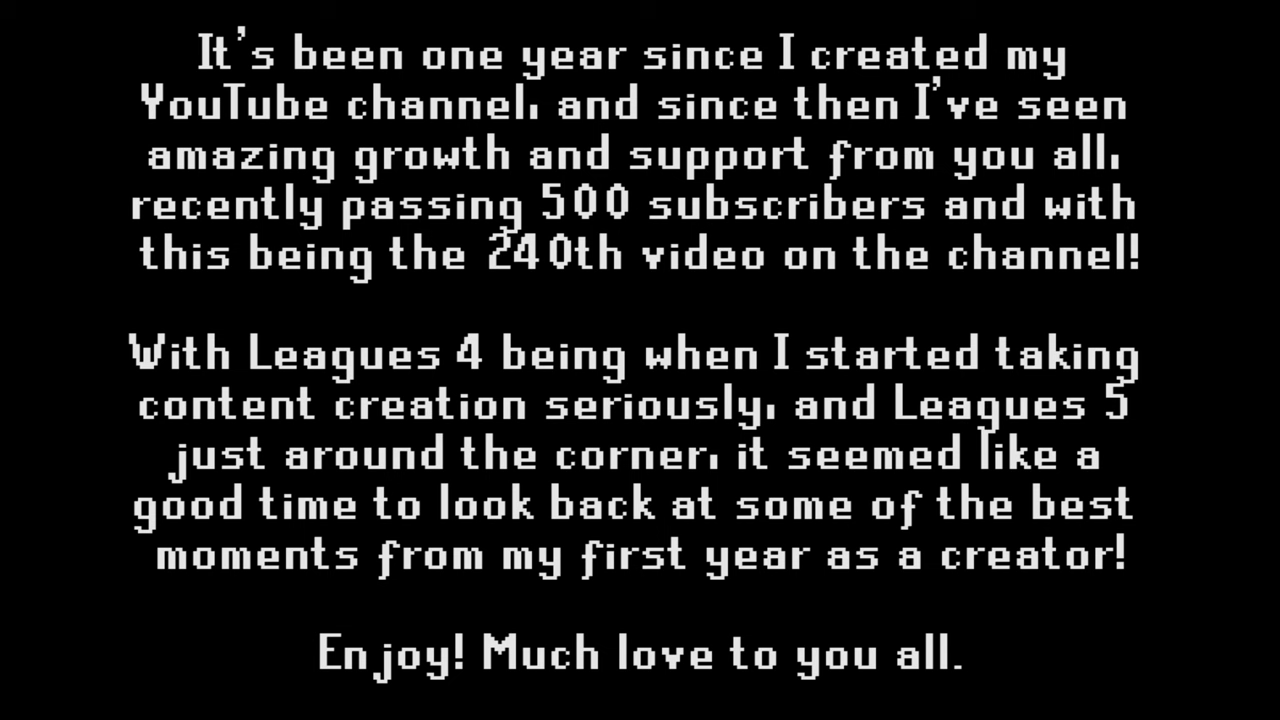 It's been one year since I created my
YouTube channel, and since then I've seen
amazing growth and support from you all,
recently passing 500 subscribers and with
this being the 240th video on the channel!
With Leagues 4 being when I started taking
content creation seriously, and Leagues 5
just around the corner, it seemed like a
good time to look back at some of the best
moments from my first year as a creator!
Enjoy! Much love to you all.